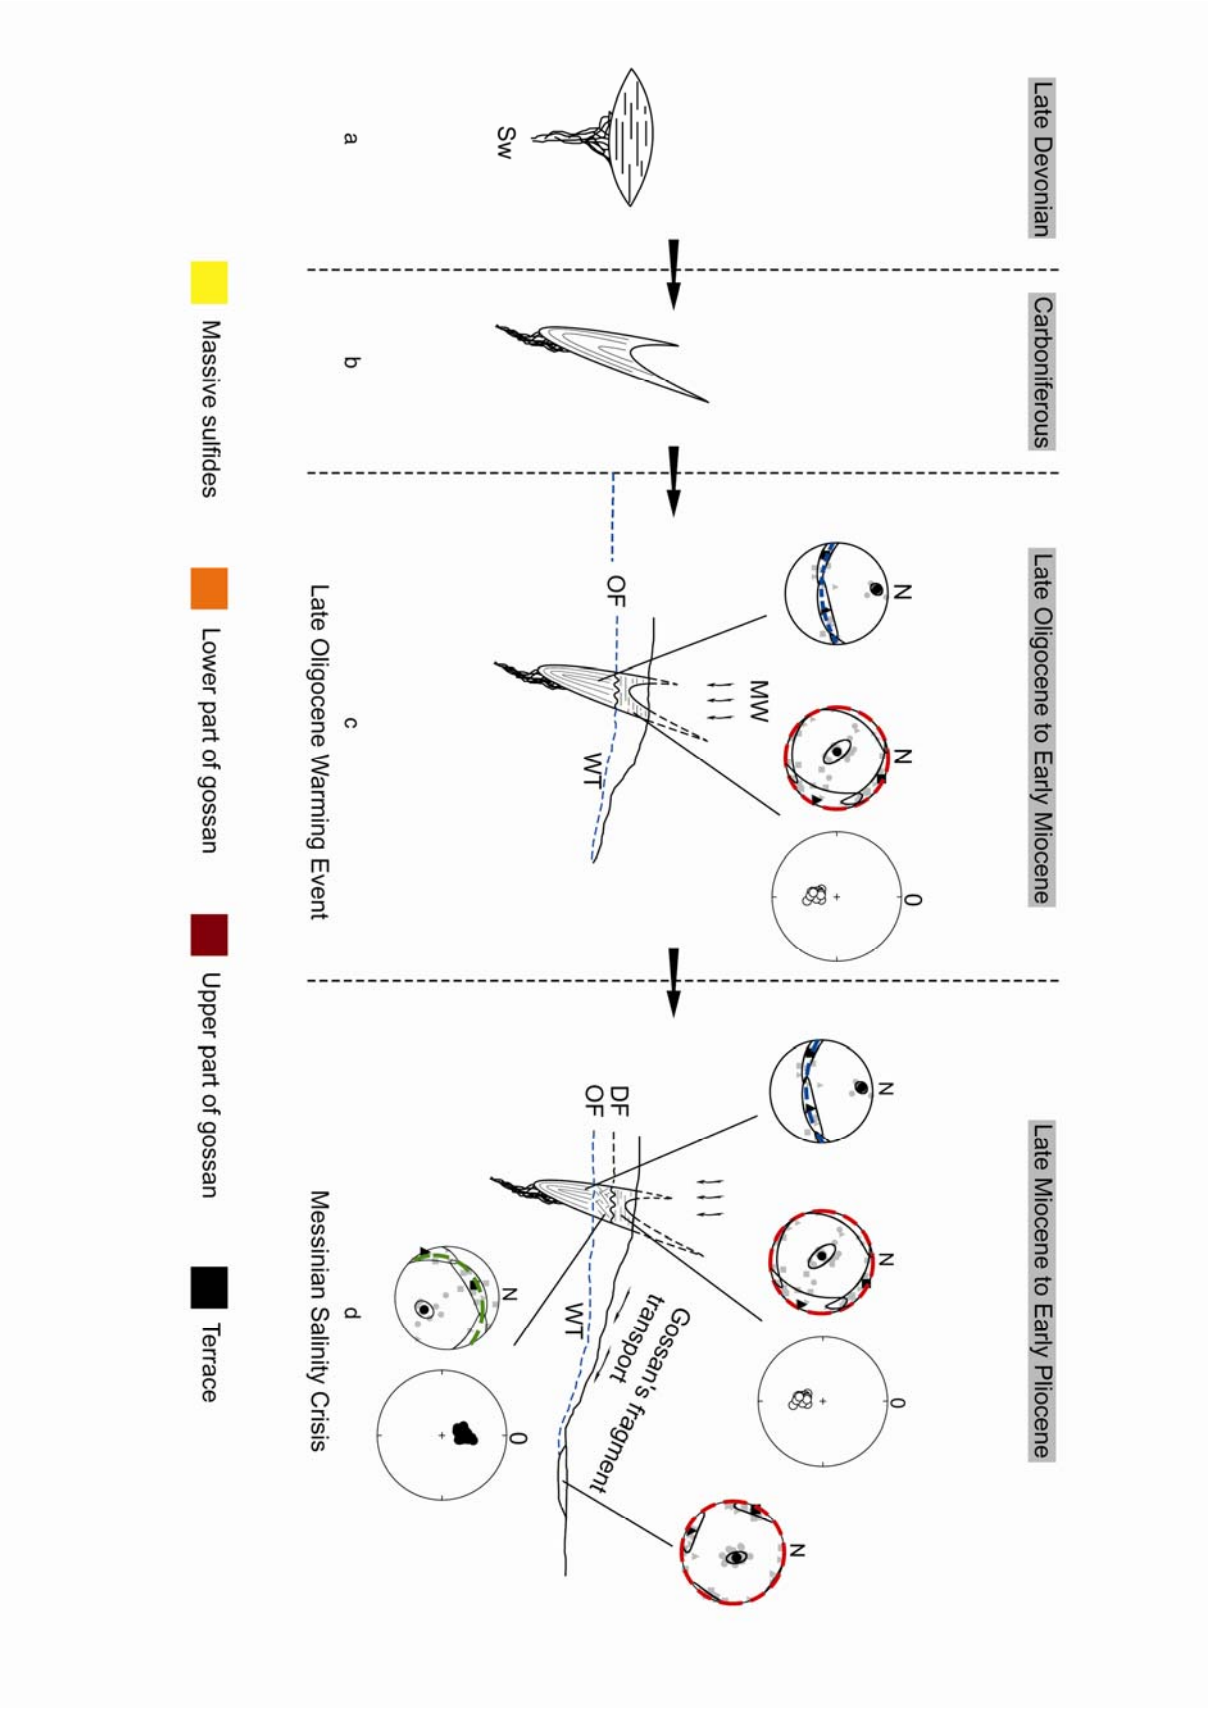 Late Devonian
Carboniferous
Late Oligocene to Early Miocene
Late Miocene to Early Pliocene
Sw
a
b
N
N
0
MW
OF
WT
c
Late Oligocene Warming Event
N
N
0
N
DF
OF
WT
Gossan's fragment
transport
N
0
d
Messinian Salinity Crisis
Massive sulfides
Lower part of gossan
Upper part of gossan
Terrace